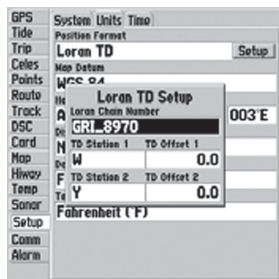 GPS
Tide
Trip
Celes
Points
Route
Track
DSC
Card
Map
Hiway
Temp
Sonar
Setup
Comm
Alarm
System Units Time
Position Format
Loran TD Setup
Map Datum
WGS 84
003°E
Loran TD Setup
Loran Chain Number
GRI_8970
TD Station 1 TD Offset 1
W 0.0
TD Station 2 TD Offset 2
Y 0.0
Fahrenheit (°F)